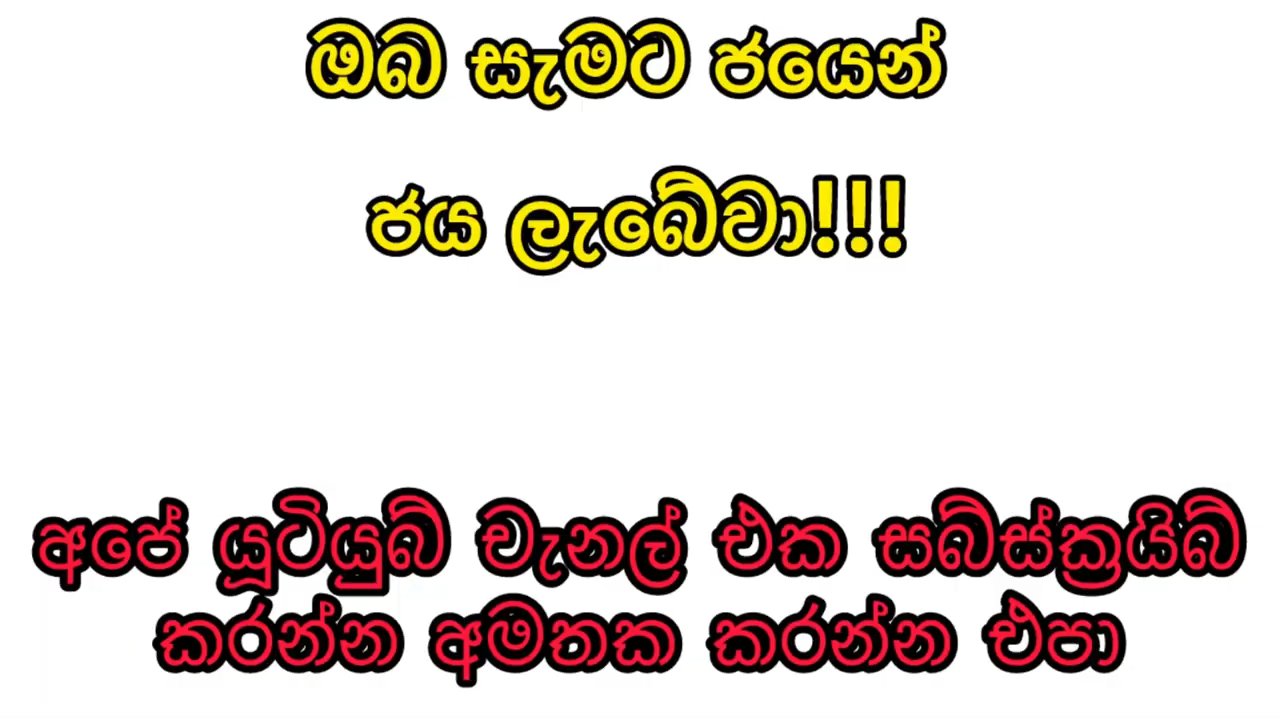 ඔබ සැමට ජයෙන්
ජය ලැබේවා!!!
අපේ යූටියුබ් චැනල් එක සබ්ස්ක්‍රයිබ්
කරන්න අමතක කරන්න එපා